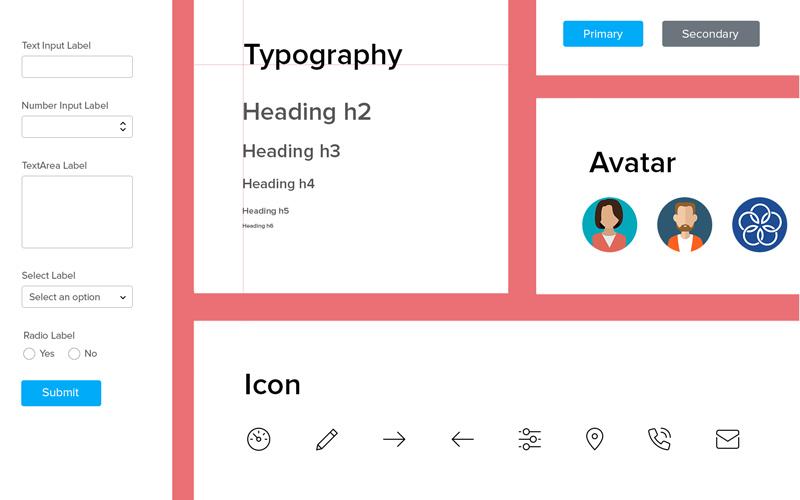 Text Input Label
Number Input Label
TextArea Label
Select Label
Select an option
Radio Label
Yes No
Submit
Typography
Heading h2
Heading h3
Heading h4
Heading h5
Heading h6
Primary Secondary
Avatar
Icon